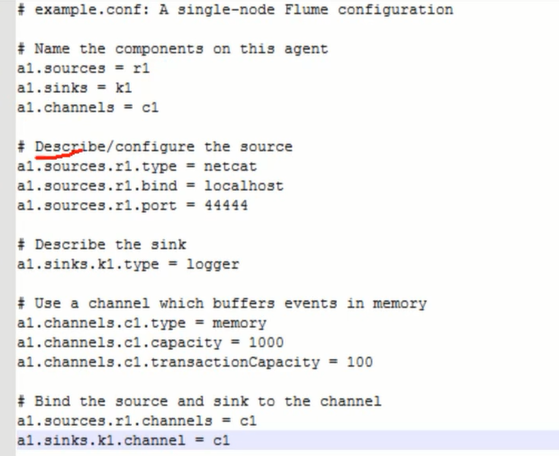 # example.conf: A single-node Flume configuration
# Name the components on this agent
a1.sources = r1
a1.sinks = k1
a1.channels = c1
# Describe/configure the source
a1.sources.r1.type = netcat
a1.sources.r1.bind = localhost
a1.sources.r1.port = 44444
# Describe the sink
a1.sinks.k1.type = logger
# Use a channel which buffers events in memory
a1.channels.c1.type = memory
a1.channels.c1.capacity = 1000
a1.channels.c1.transactionCapacity = 100
# Bind the source and sink to the channel
a1.sources.r1.channels = c1
a1.sinks.k1.channel = c1